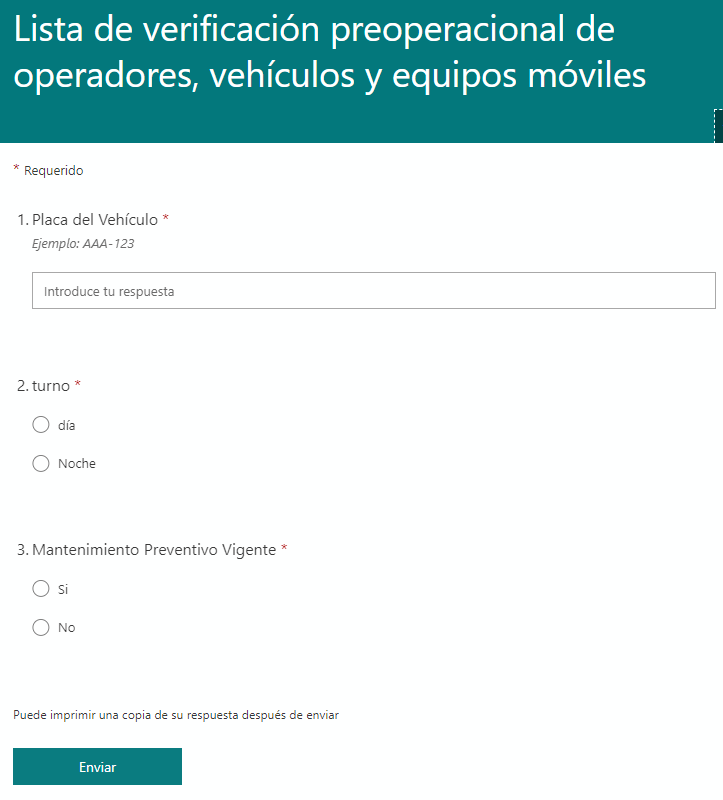 Lista de verificación preoperacional de
operadores, vehículos y equipos móviles
* Requerido
1. Placa del Vehículo *
Ejemplo: AAA-123
Introduce tu respuesta
2. turno *
día
Noche
3. Mantenimiento Preventivo Vigente *
Si
No
Puede imprimir una copia de su respuesta después de enviar
Enviar